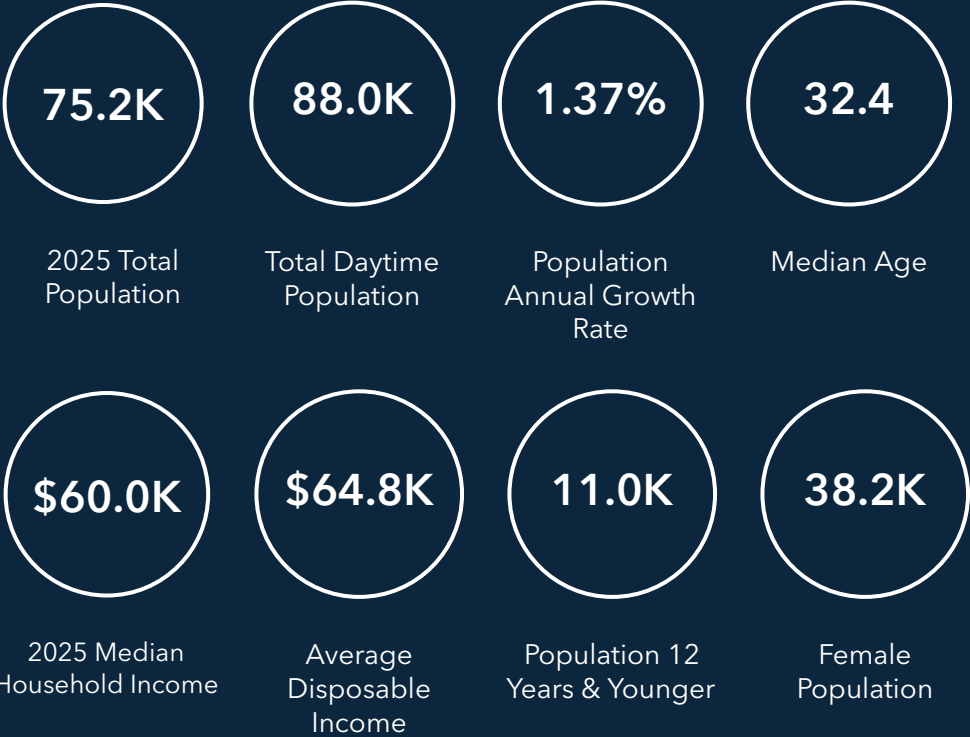 75.2K
88.0K
1.37%
32.4
2025 Total
Population
Total Daytime
Population
Population
Annual Growth
Rate
Median Age
$60.0K
$64.8K
11.0K
38.2K
2025 Median
Household Income
Average
Disposable
Income
Population 12
Years & Younger
Female
Population